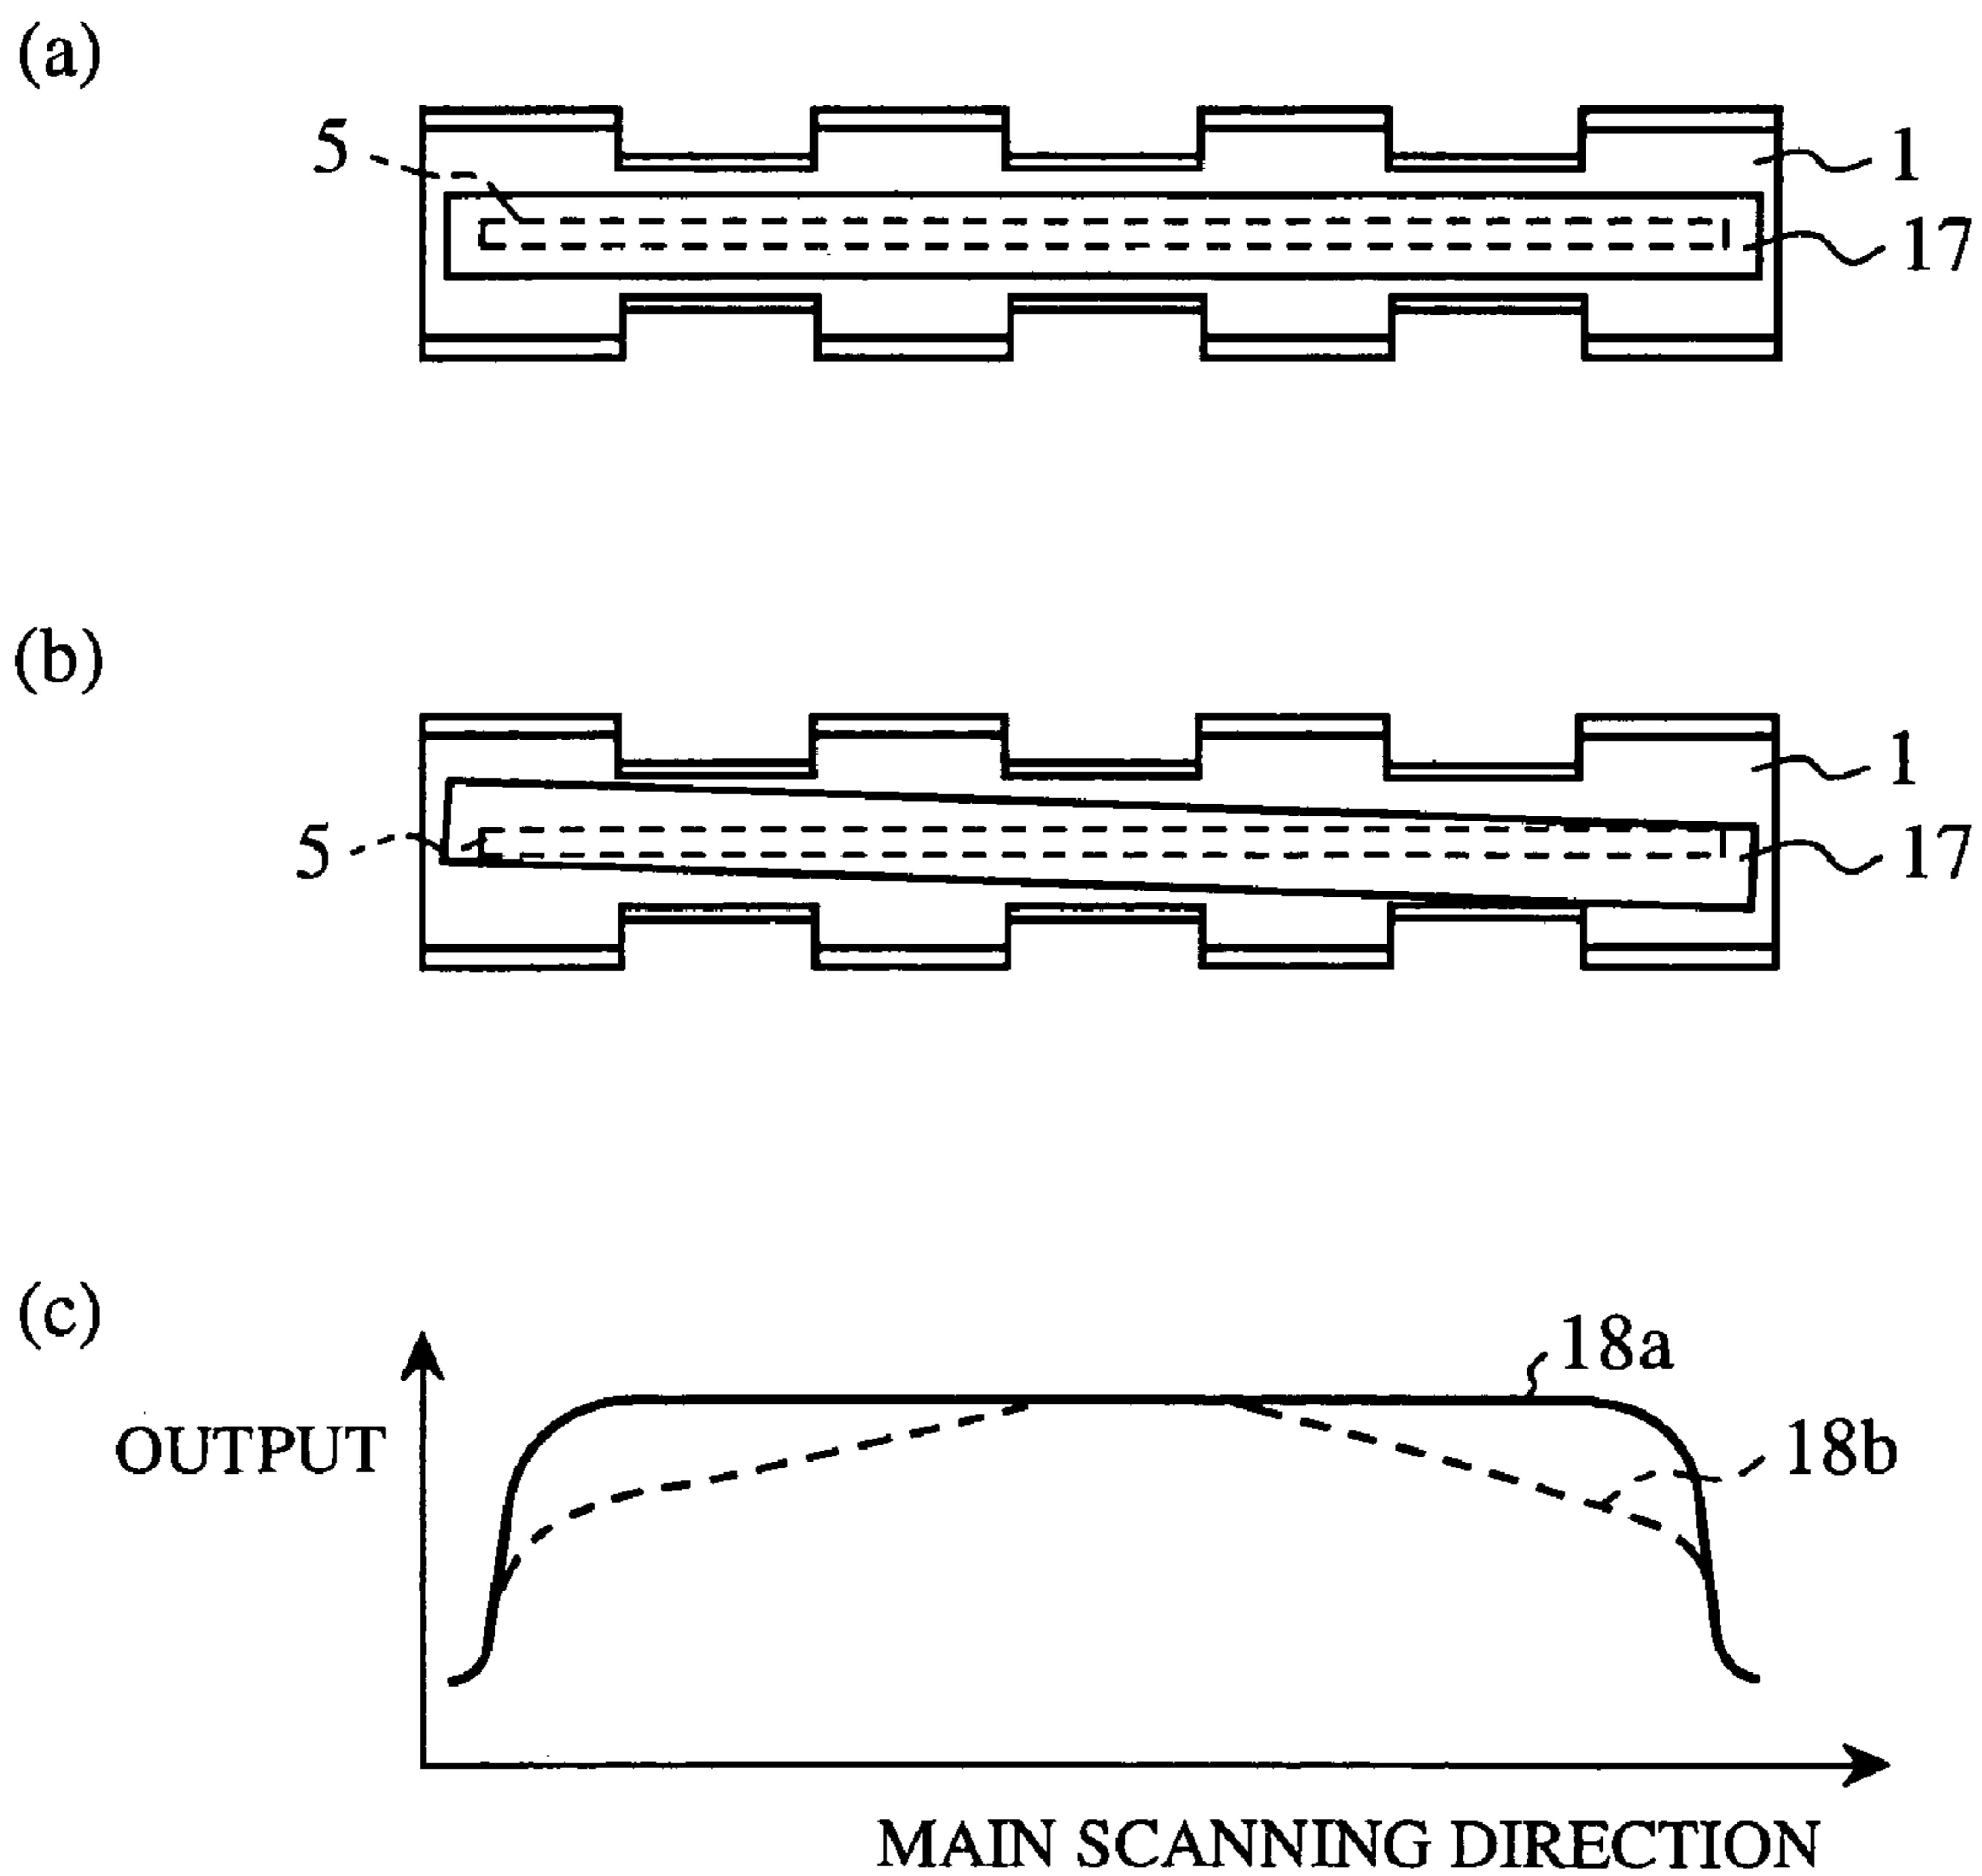 (a)
5
1
17
(b)
1
5
17
(c)
18a
OUTPUT
18b
MAIN SCANNING DIRECTION